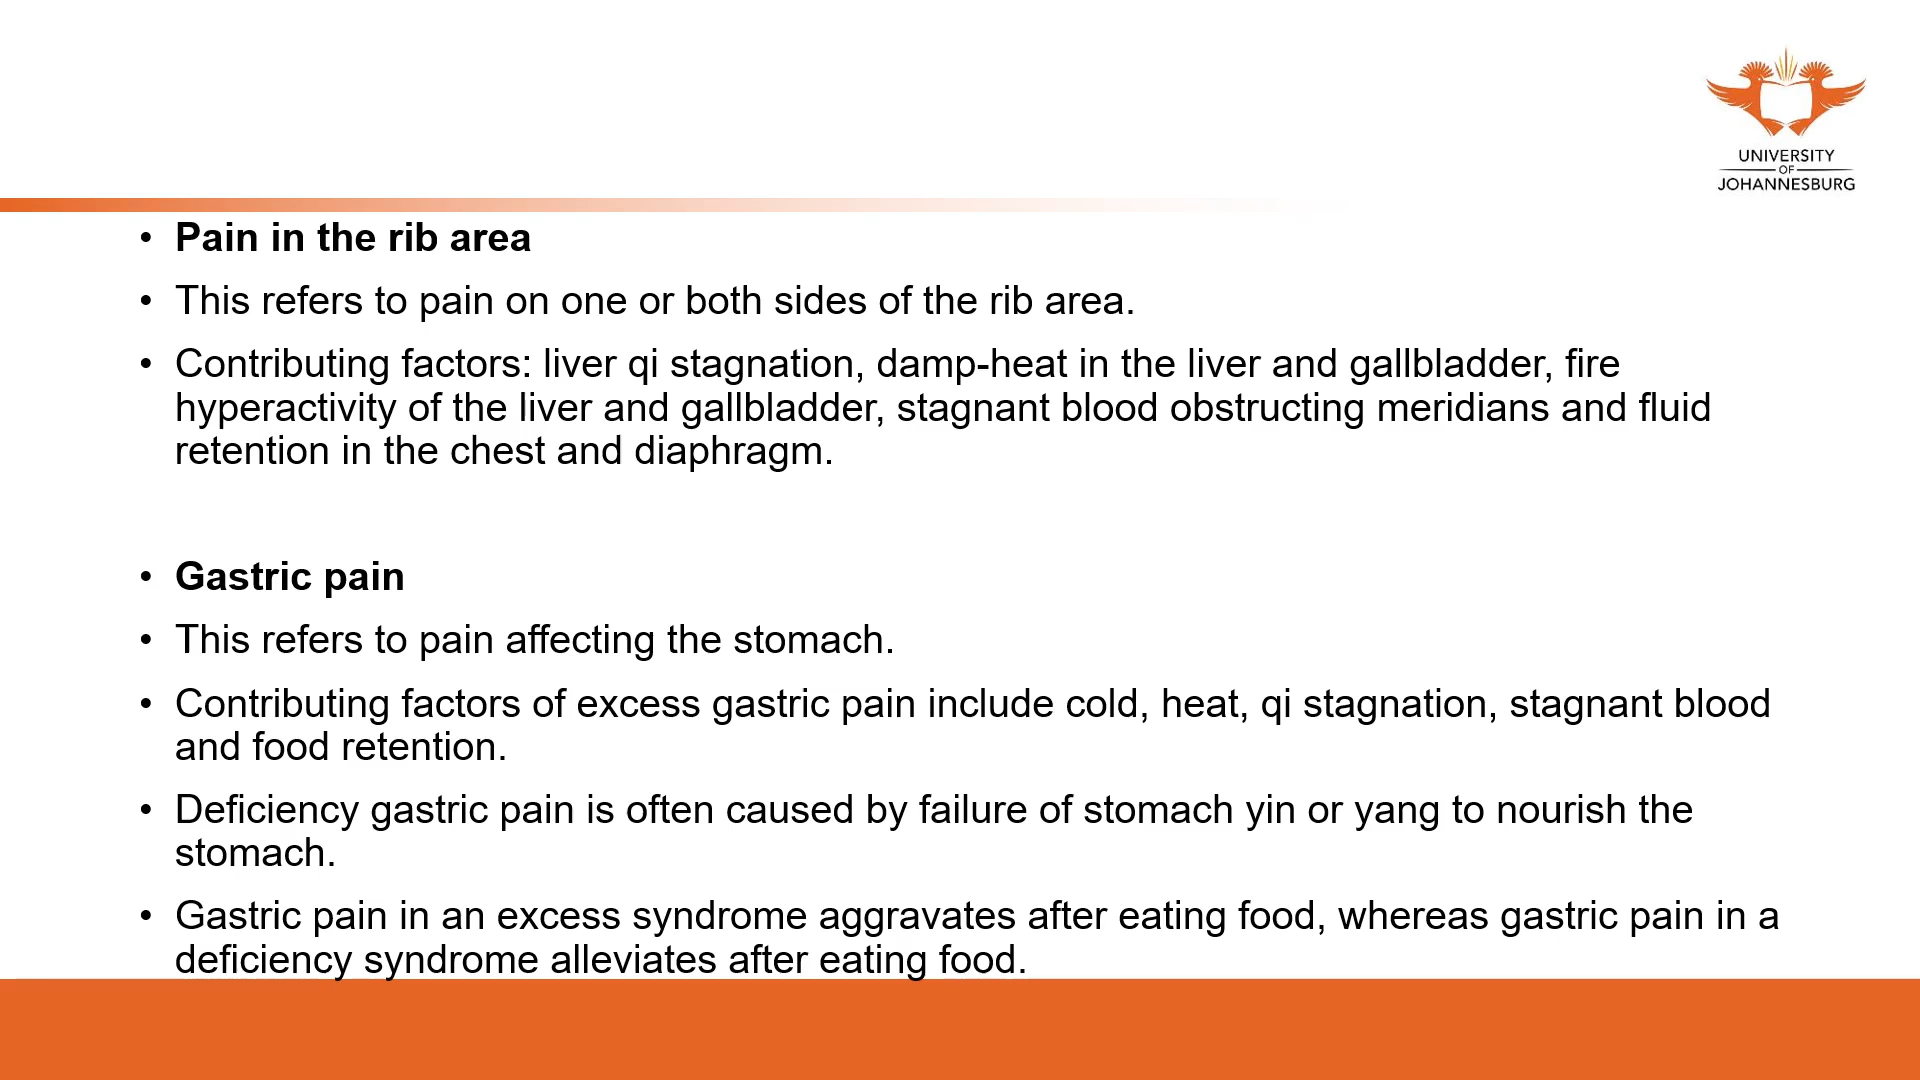 UNIVERSITY
OF
JOHANNESBURG
• Pain in the rib area
• This refers to pain on one or both sides of the rib area.
• Contributing factors: liver qi stagnation, damp-heat in the liver and gallbladder, fire
hyperactivity of the liver and gallbladder, stagnant blood obstructing meridians and fluid
retention in the chest and diaphragm.
• Gastric pain
• This refers to pain affecting the stomach.
• Contributing factors of excess gastric pain include cold, heat, qi stagnation, stagnant blood
and food retention.
• Deficiency gastric pain is often caused by failure of stomach yin or yang to nourish the
stomach.
• Gastric pain in an excess syndrome aggravates after eating food, whereas gastric pain in a
deficiency syndrome alleviates after eating food.